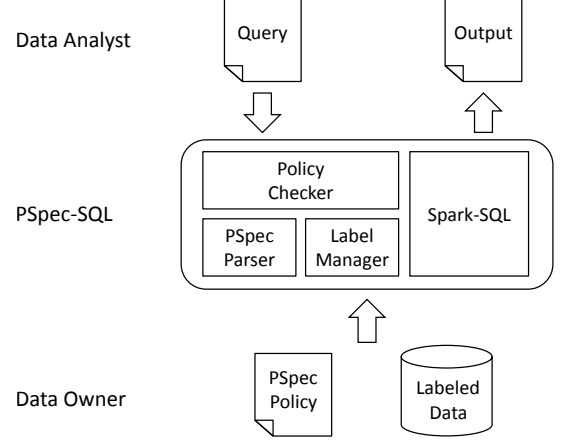 Data Analyst
Query
Output
PSpec-SQL
Policy
Checker
PSpec
Parser
Label
Manager
Spark-SQL
Data Owner
PSpec
Policy
Labeled
Data